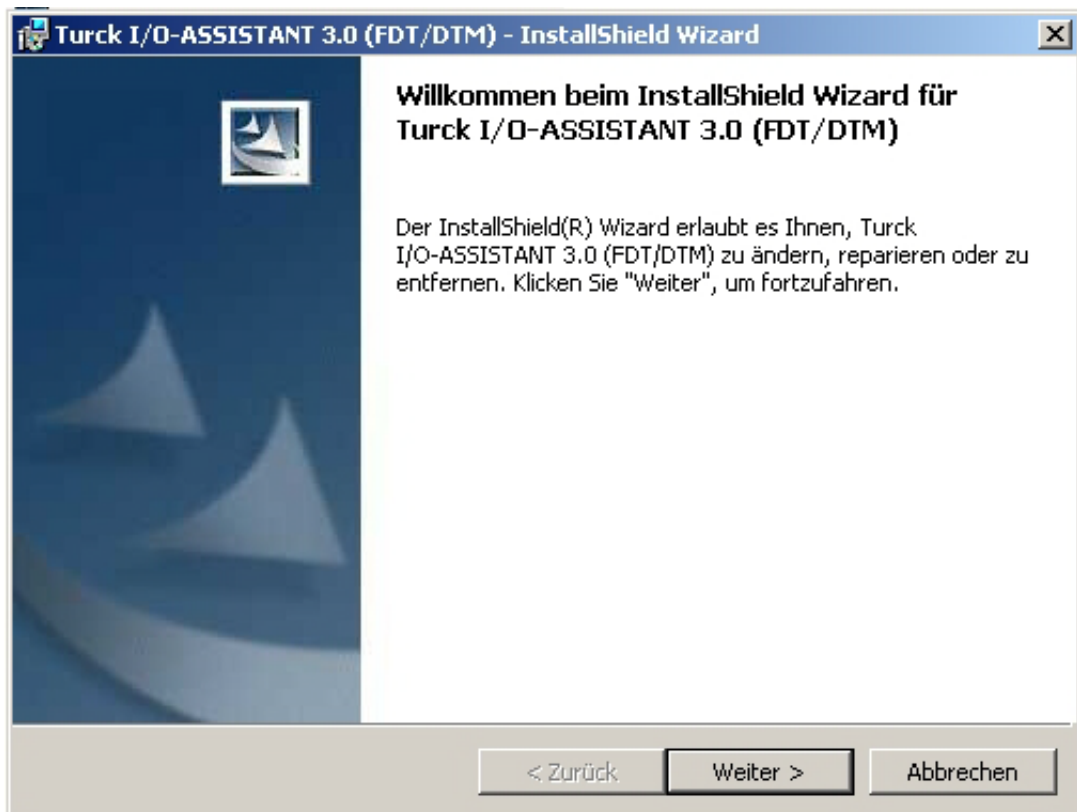 Turck I/O-ASSISTANT 3.0 (FDT/DTM) - InstallShield Wizard
Willkommen beim InstallShield Wizard für
Turck I/O-ASSISTANT 3.0 (FDT/DTM)
Der InstallShield(R) Wizard erlaubt es Ihnen, Turck
I/O-ASSISTANT 3.0 (FDT/DTM) zu ändern, reparieren oder zu
entfernen. Klicken Sie "Weiter", um fortzufahren.
< Zurück Weiter > Abbrechen